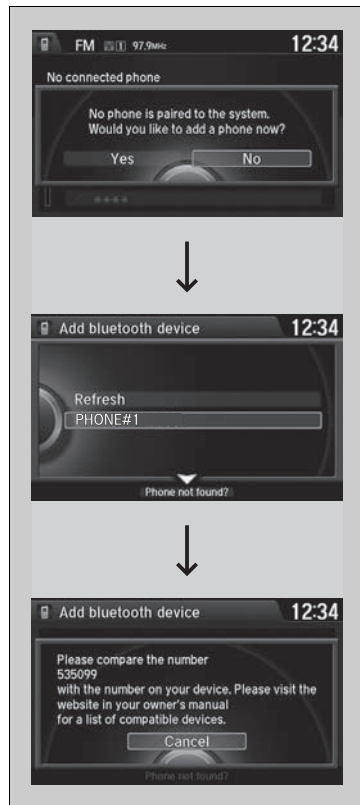 FM 1 97.9MHz 12:34
No connected phone
No phone is paired to the system.
Would you like to add a phone now?
Yes No
Add bluetooth device 12:34
Refresh
PHONE#1
Phone not found?
Add bluetooth device 12:34
Please compare the number
535099
with the number on your device. Please visit the
website in your owner's manual
for a list of compatible devices.
Cancel
Phone not found?